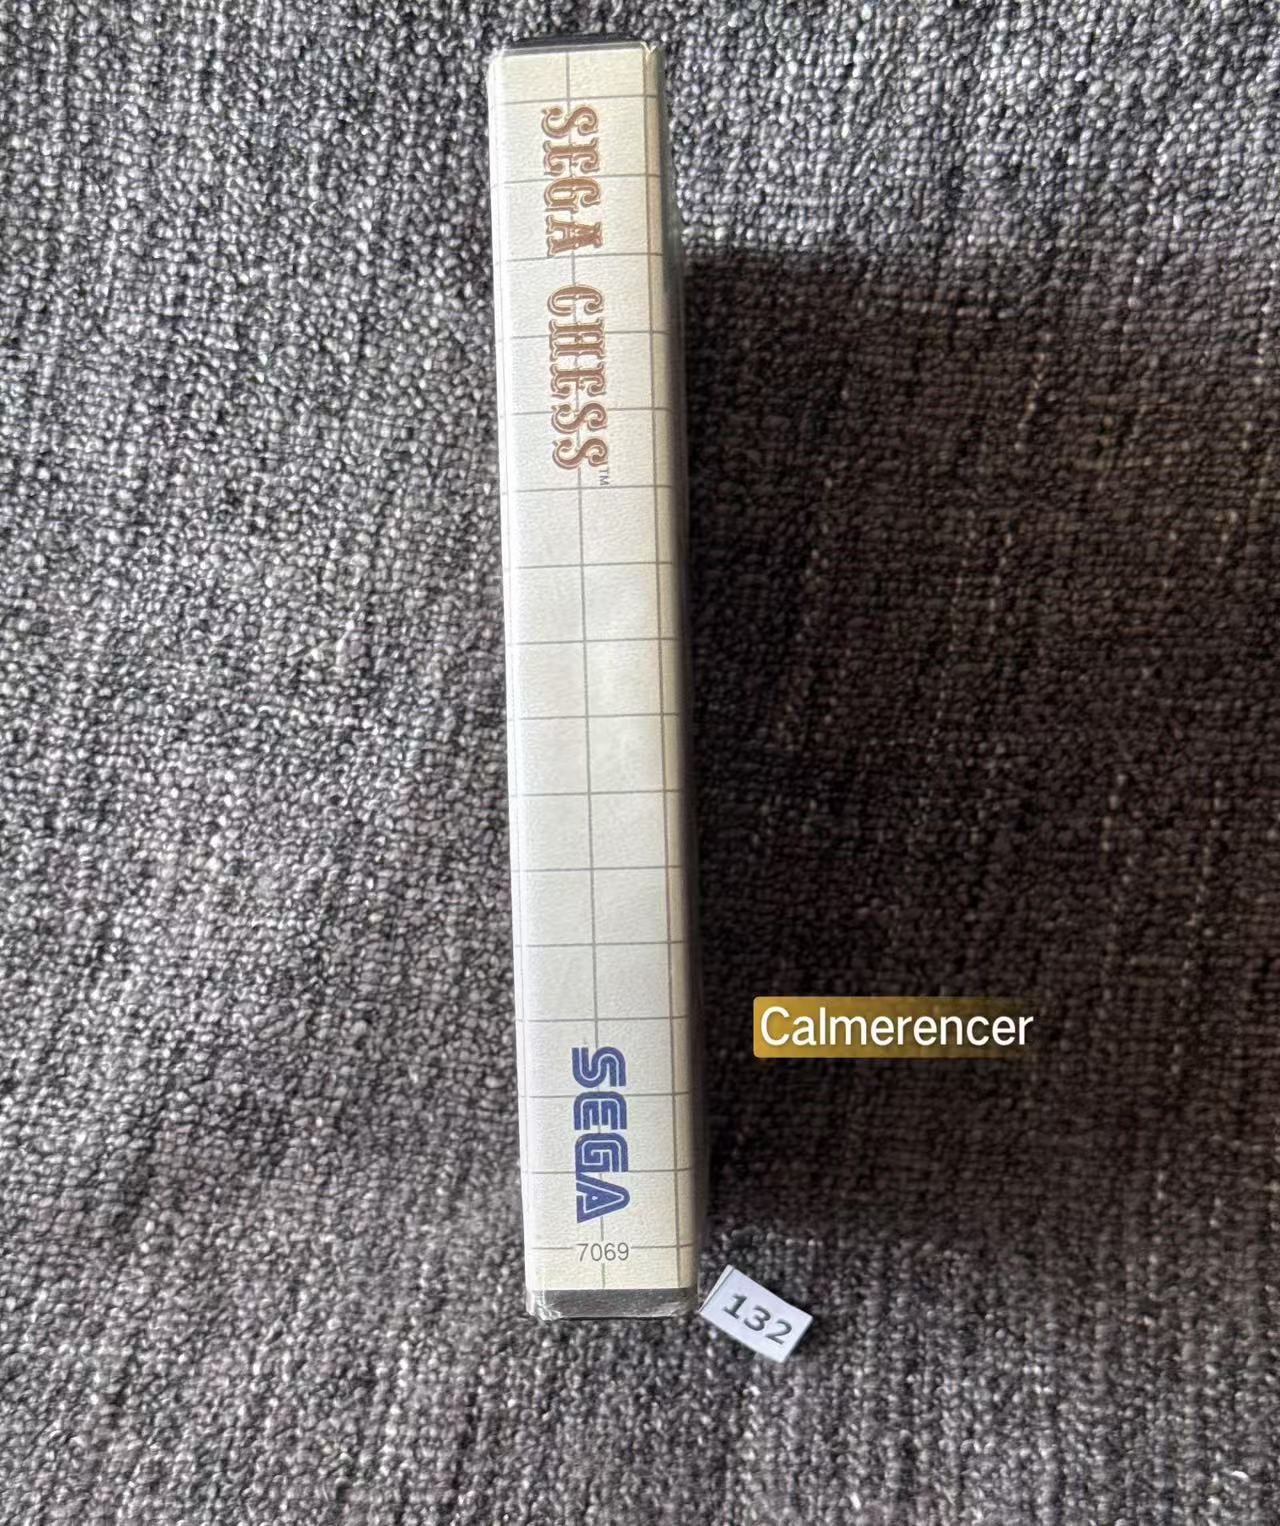 SEGA CHESS™
SEGA
7069
Calmerencer
132